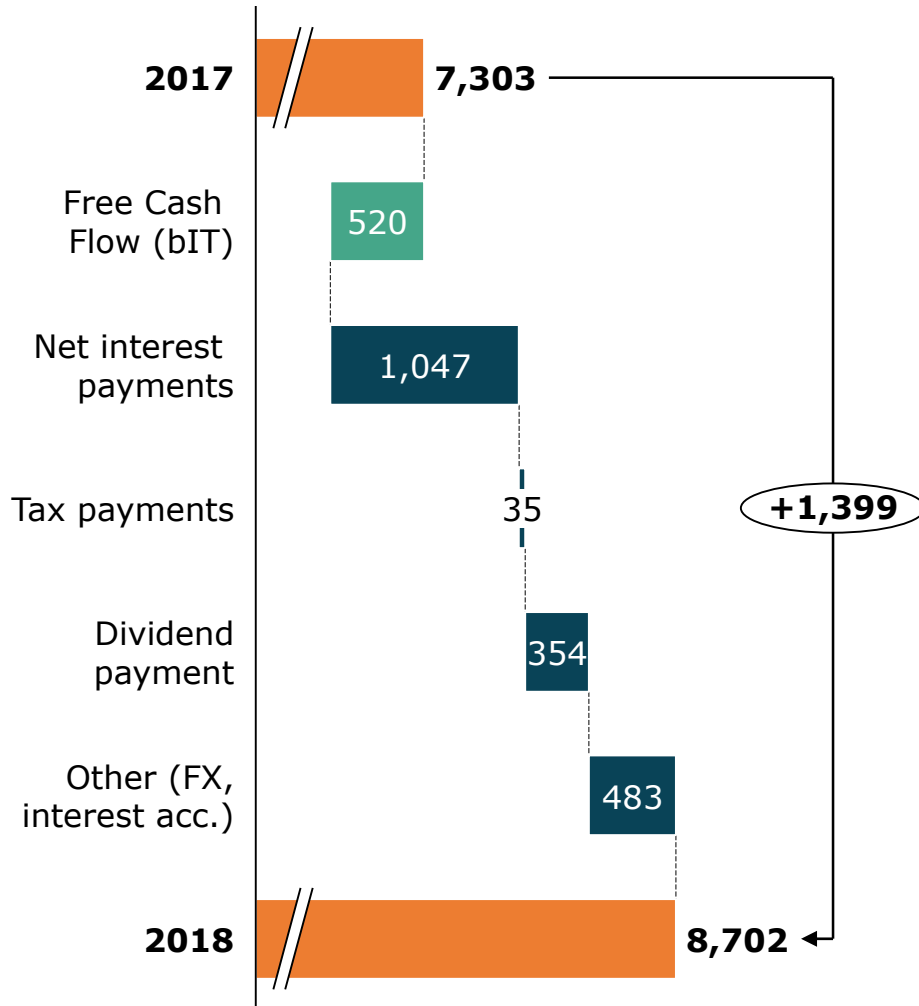 2017
7,303
Free Cash
Flow (bIT)
520
Net interest
payments
1,047
Tax payments
35
+1,399
Dividend
payment
354
Other (FX,
interest acc.)
483
2018
8,702